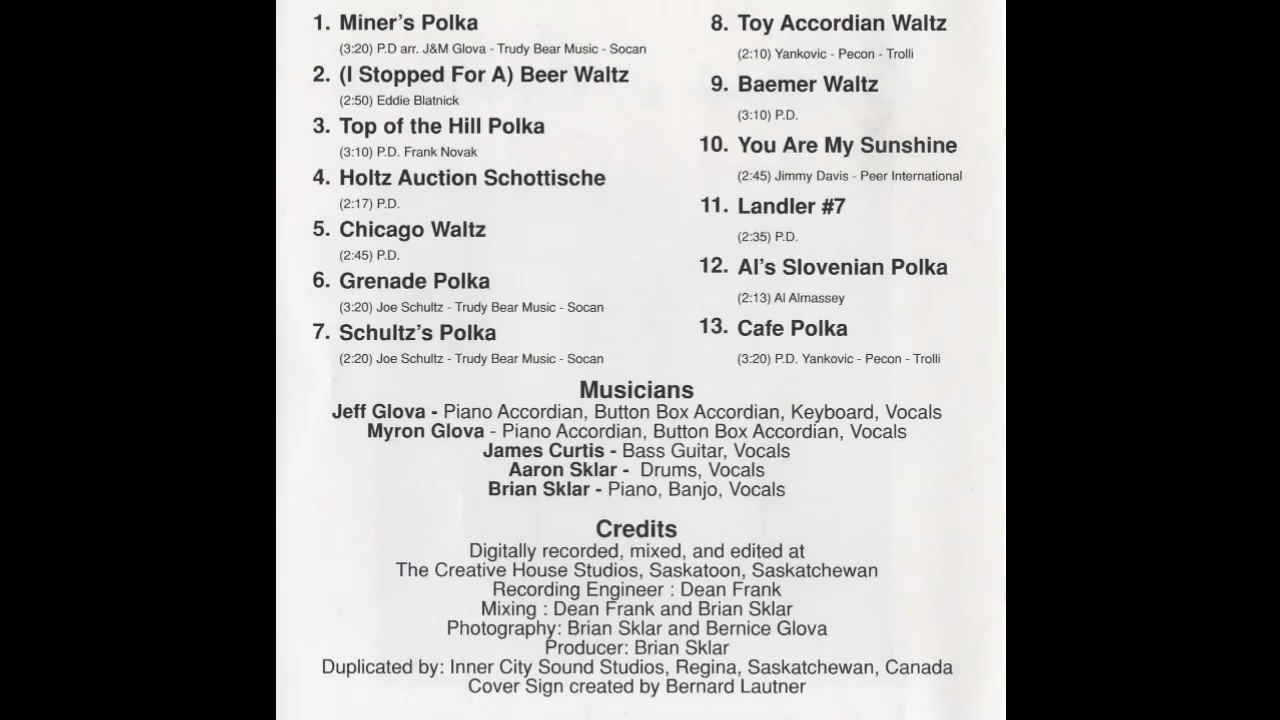 1. Miner's Polka
(3:20) P.D arr. J&M Glova - Trudy Bear Music - Socan
2. (I Stopped For A) Beer Waltz
(2:50) Eddie Blatnick
3. Top of the Hill Polka
(3:10) P.D. Frank Novak
4. Holtz Auction Schottische
(2:17) P.D.
5. Chicago Waltz
(2:45) P.D.
6. Grenade Polka
(3:20) Joe Schultz - Trudy Bear Music - Socan
7. Schultz's Polka
(2:20) Joe Schultz - Trudy Bear Music - Socan
8. Toy Accordian Waltz
(2:10) Yankovic - Pecon - Trolli
9. Baemer Waltz
(3:10) P.D.
10. You Are My Sunshine
(2:45) Jimmy Davis - Peer International
11. Landler #7
(2:35) P.D.
12. Al's Slovenian Polka
(2:13) Al Almassey
13. Cafe Polka
(3:20) P.D. Yankovic - Pecon - Trolli
Musicians
Jeff Glova - Piano Accordian, Button Box Accordian, Keyboard, Vocals
Myron Glova - Piano Accordian, Button Box Accordian, Vocals
James Curtis - Bass Guitar, Vocals
Aaron Sklar - Drums, Vocals
Brian Sklar - Piano, Banjo, Vocals
Credits
Digitally recorded, mixed, and edited at
The Creative House Studios, Saskatoon, Saskatchewan
Recording Engineer : Dean Frank
Mixing : Dean Frank and Brian Sklar
Photography: Brian Sklar and Bernice Glova
Producer: Brian Sklar
Duplicated by: Inner City Sound Studios, Regina, Saskatchewan, Canada
Cover Sign created by Bernard Lautner